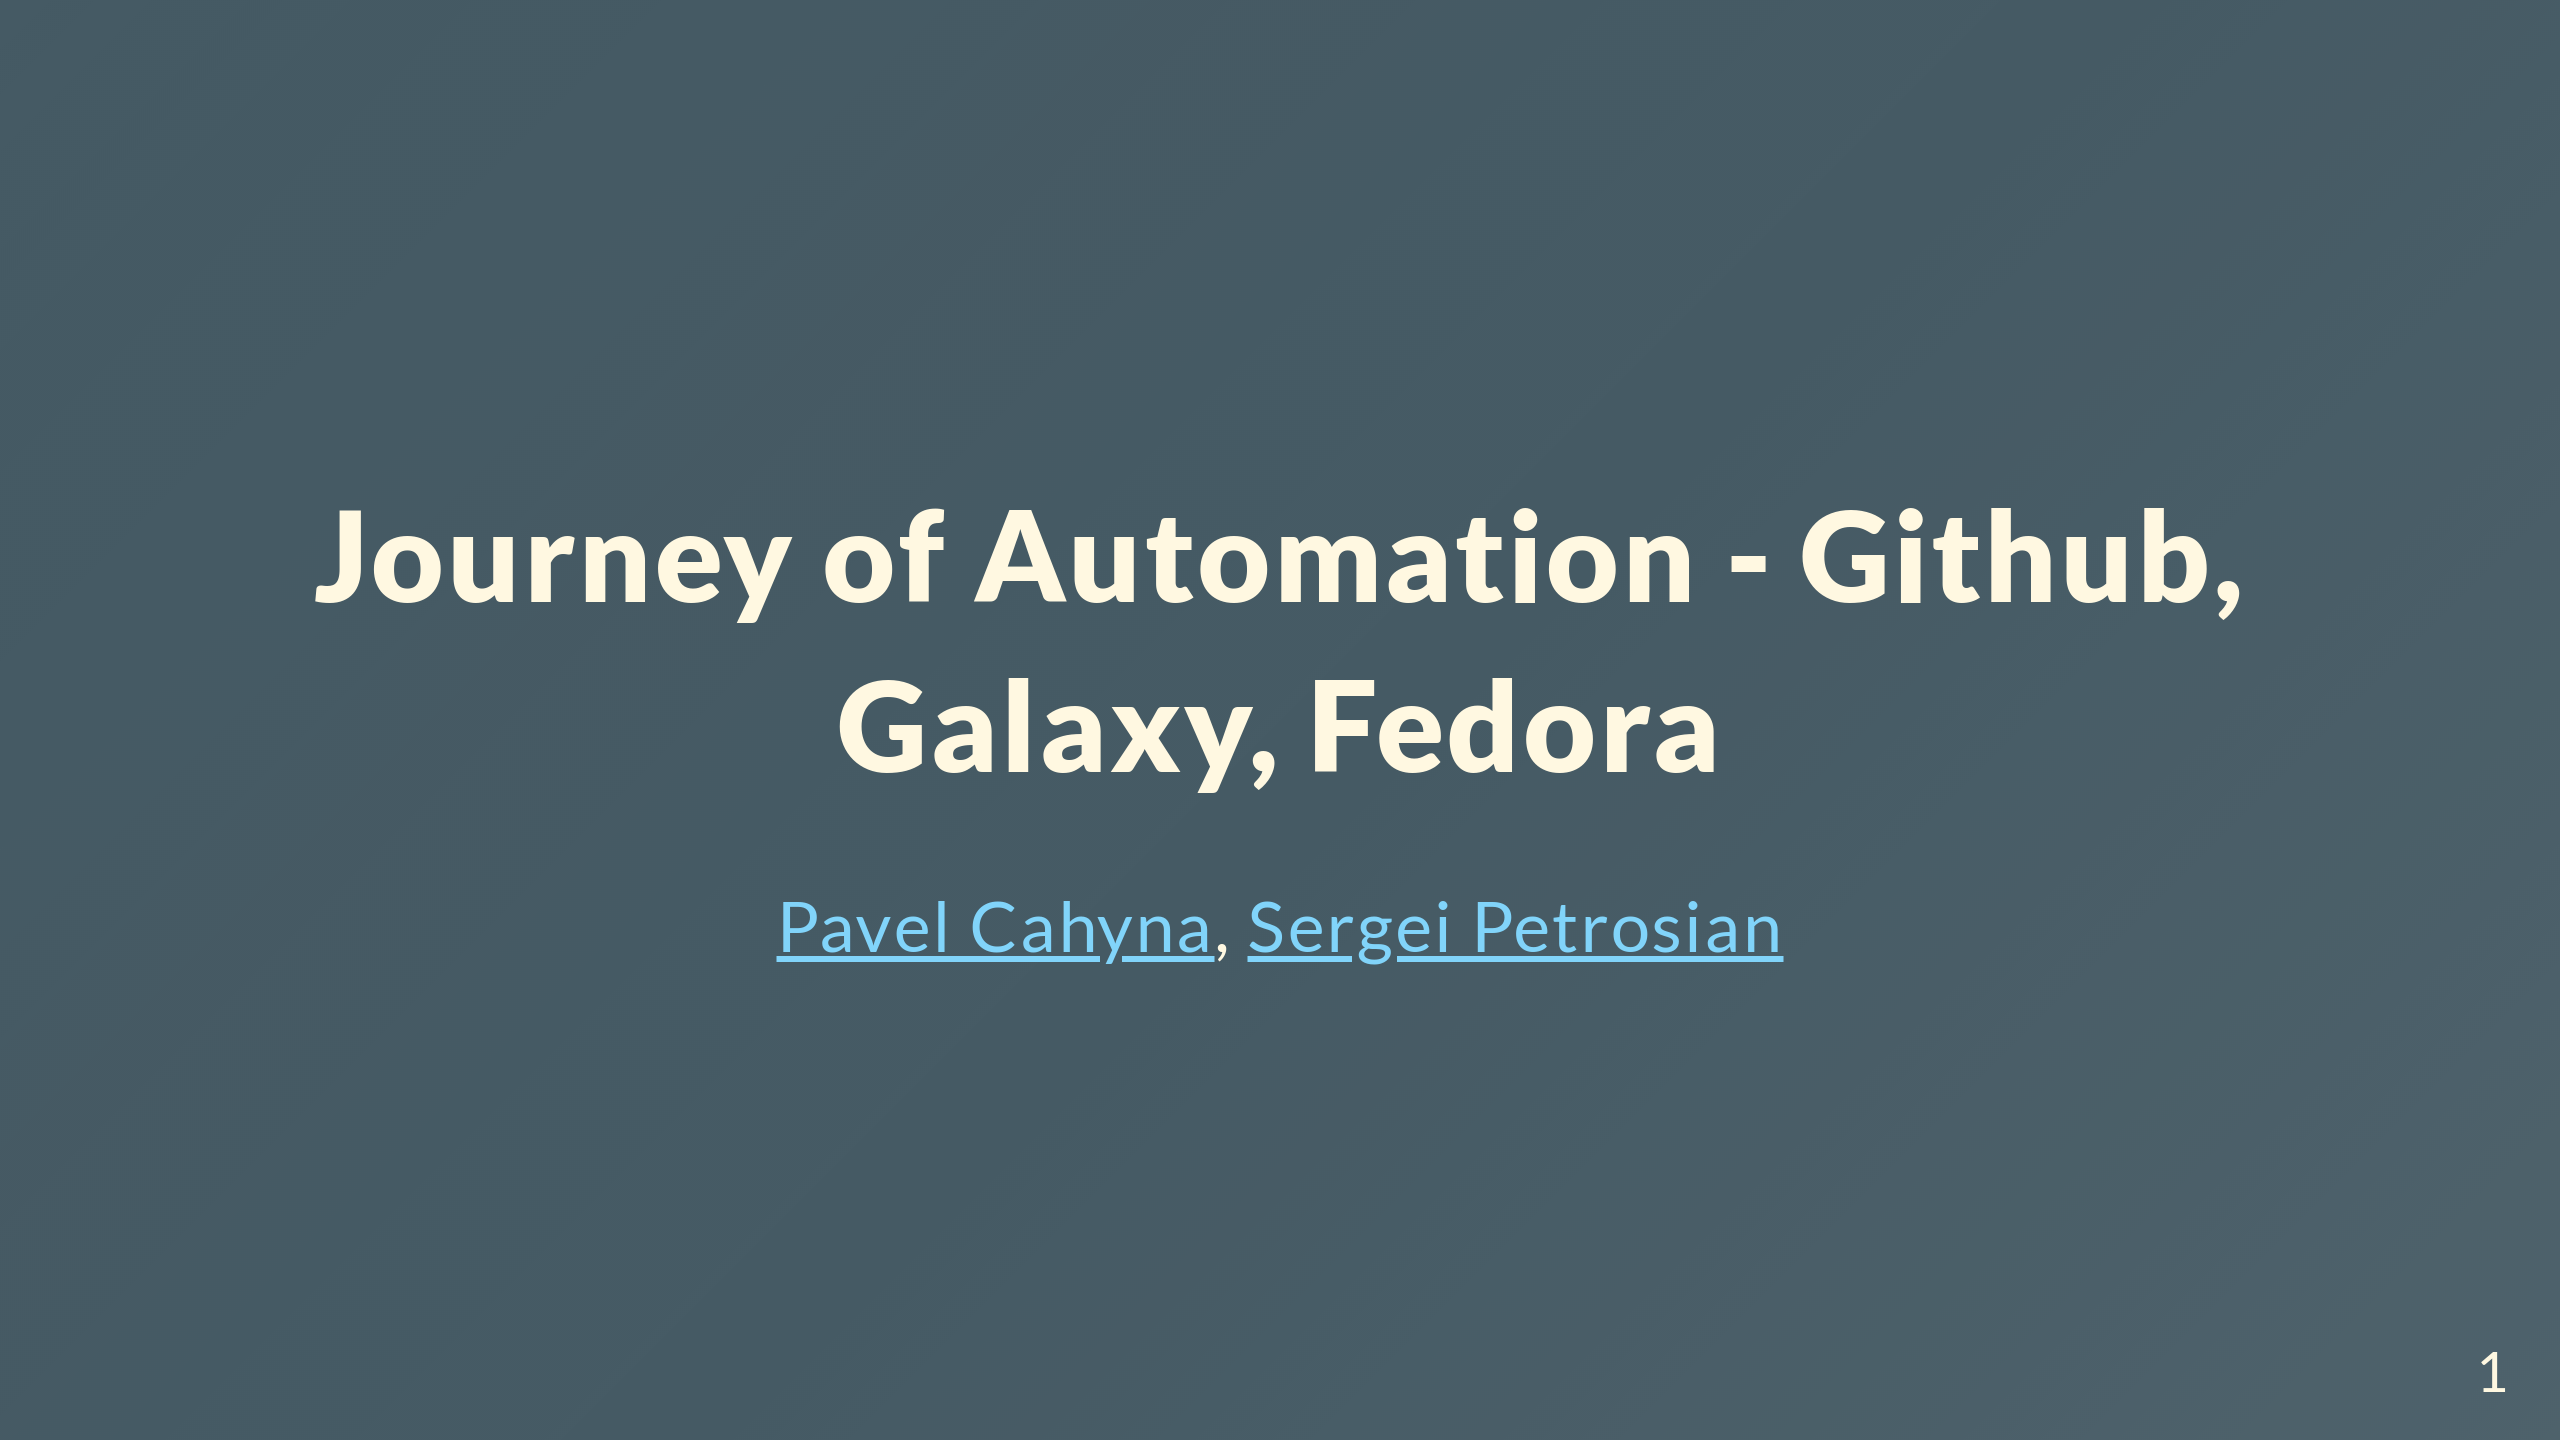 Journey of Automation - Github,
Galaxy, Fedora
Pavel Cahyna, Sergei Petrosian
1